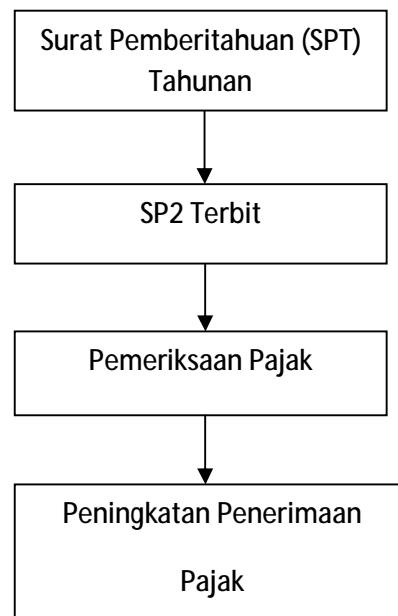 Surat Pemberitahuan (SPT)
Tahunan
SP2 Terbit
Pemeriksaan Pajak
Peningkatan Penerimaan
Pajak